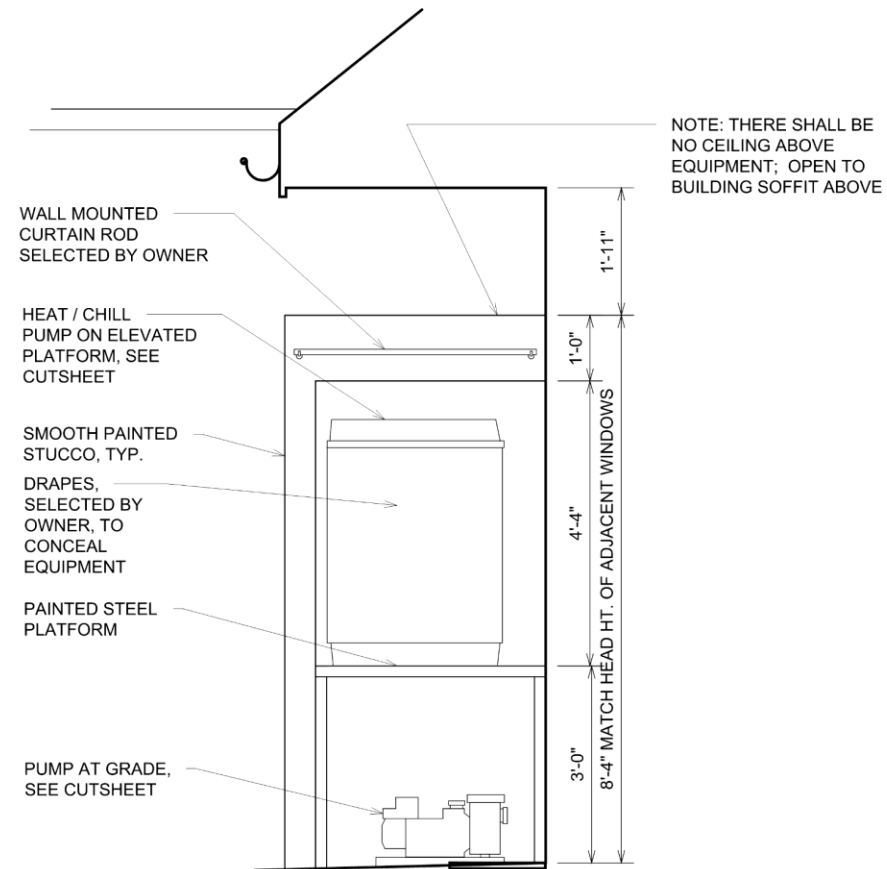 NOTE: THERE SHALL BE
NO CEILING ABOVE
EQUIPMENT; OPEN TO
BUILDING SOFFIT ABOVE
WALL MOUNTED
CURTAIN ROD
SELECTED BY OWNER
HEAT / CHILL
PUMP ON ELEVATED
PLATFORM, SEE
CUTSHEET
SMOOTH PAINTED
STUCCO, TYP.
DRAPES,
SELECTED BY
OWNER, TO
CONCEAL
EQUIPMENT
PAINTED STEEL
PLATFORM
PUMP AT GRADE,
SEE CUTSHEET
1'-11"
1'-0"
4'-4"
3'-0"
8'-4" MATCH HEAD HT. OF ADJACENT WINDOWS